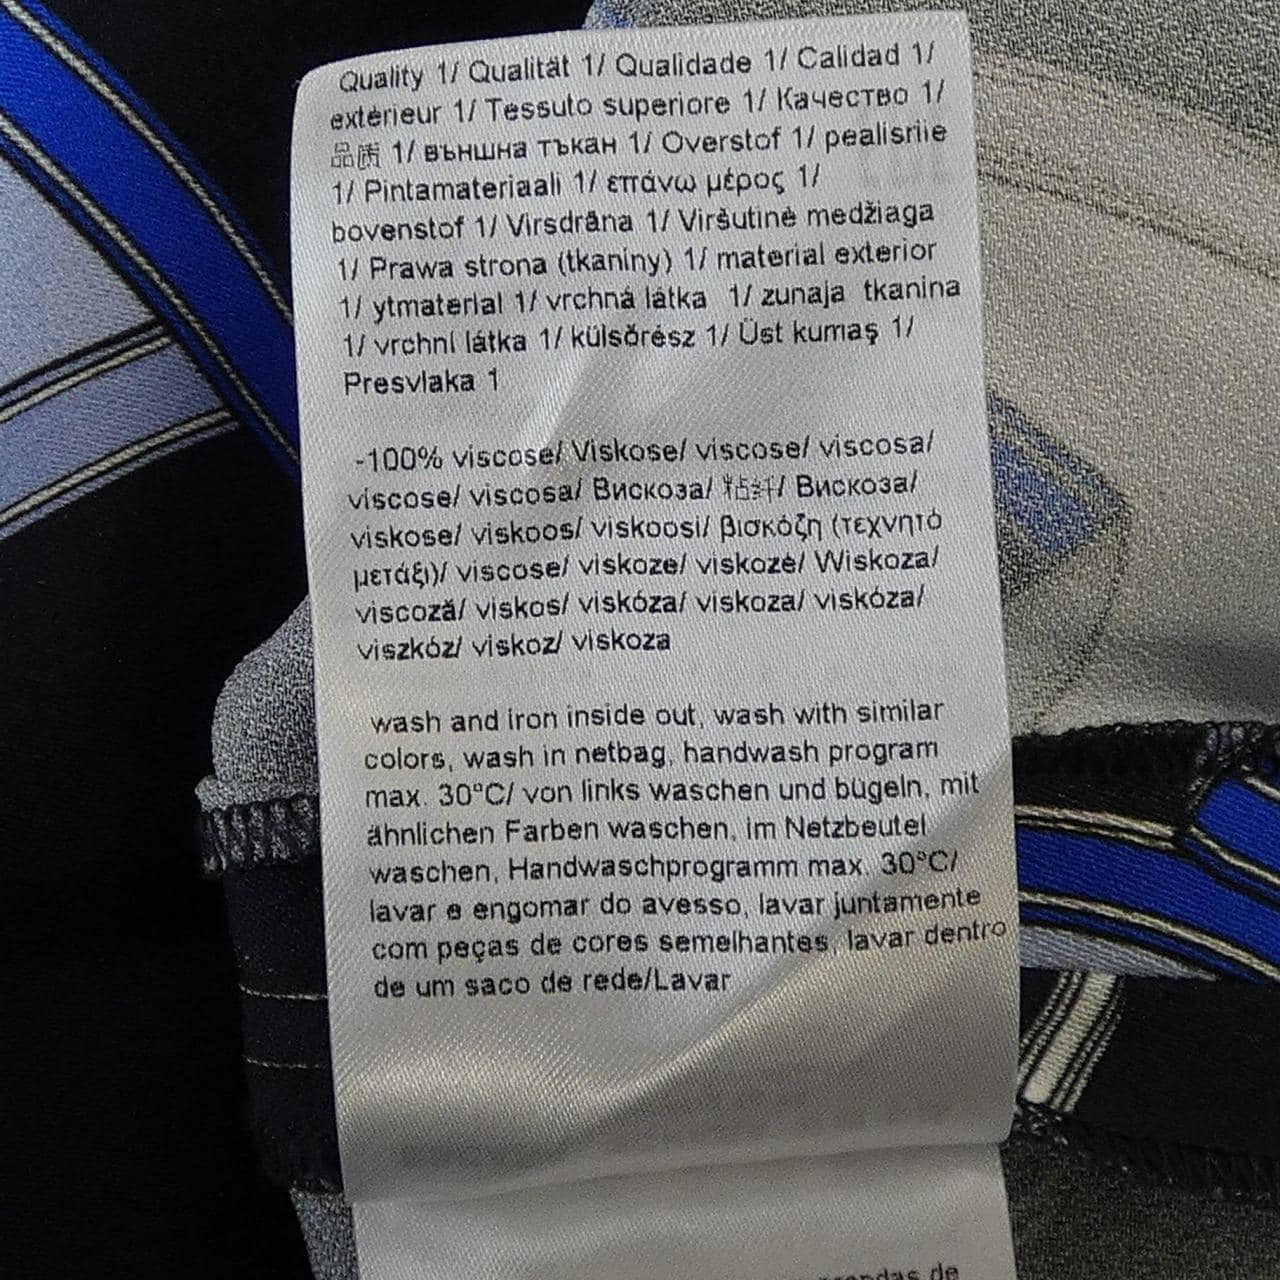 Quality 1/ Qualität 1/ Qualidade 1/ Calidad 1/
extérieur 1/ Tessuto superiore 1/ Качество 1/
品质 1/ външна тъкан 1/ Overstof 1/ pealisriie
1/ Pintamateriaali 1/ επάνω μέρος 1/
bovenstof 1/ Virsdrāna 1/ Viršutinė medžiaga
1/ Prawa strona (tkaniny) 1/ material exterior
1/ ytmaterial 1/ vrchná látka 1/ zunaja tkanina
1/ vrchní látka 1/ külsőrész 1/ Üst kumaş 1/
Presvlaka 1
-100% viscose/ Viskose/ viscose/ viscosa/
viscose/ viscosa/ Вискоза/ 粘纤/ Вискоза/
viskose/ viskoos/ viskoosi/ βισκόζη (τεχνητό
μετάξι)/ viscose/ viskoze/ viskozė/ Wiskoza/
viscoză/ viskos/ viskóza/ viskoza/ viskóza/
viszkóz/ viskoz/ viskoza
wash and iron inside out, wash with similar
colors, wash in netbag, handwash program
max. 30°C/ von links waschen und bügeln, mit
ähnlichen Farben waschen, im Netzbeutel
waschen, Handwaschprogramm max. 30°C/
lavar e engomar do avesso, lavar juntamente
com peças de cores semelhantes, lavar dentro
de um saco de rede/Lavar
de